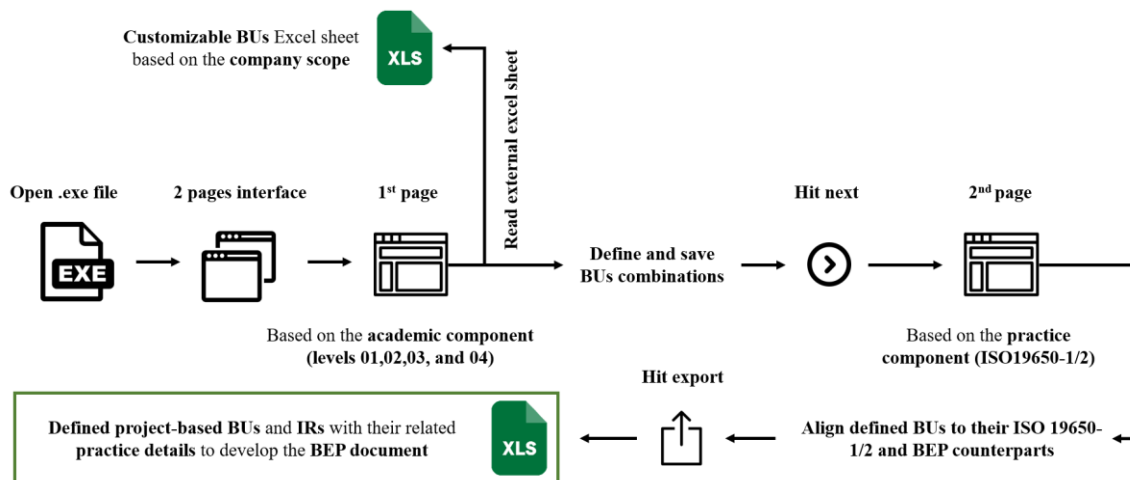 Customizable BUs Excel sheet
based on the company scope
XLS
Read external excel sheet
Open .exe file
2 pages interface
1st page
Hit next
2nd page
EXE
Define and save
BUs combinations
Based on the academic component
(levels 01,02,03, and 04)
Based on the practice
component (ISO19650-1/2)
Hit export
Defined project-based BUs and IRs with their related
practice details to develop the BEP document
XLS
Align defined BUs to their ISO 19650-
1/2 and BEP counterparts